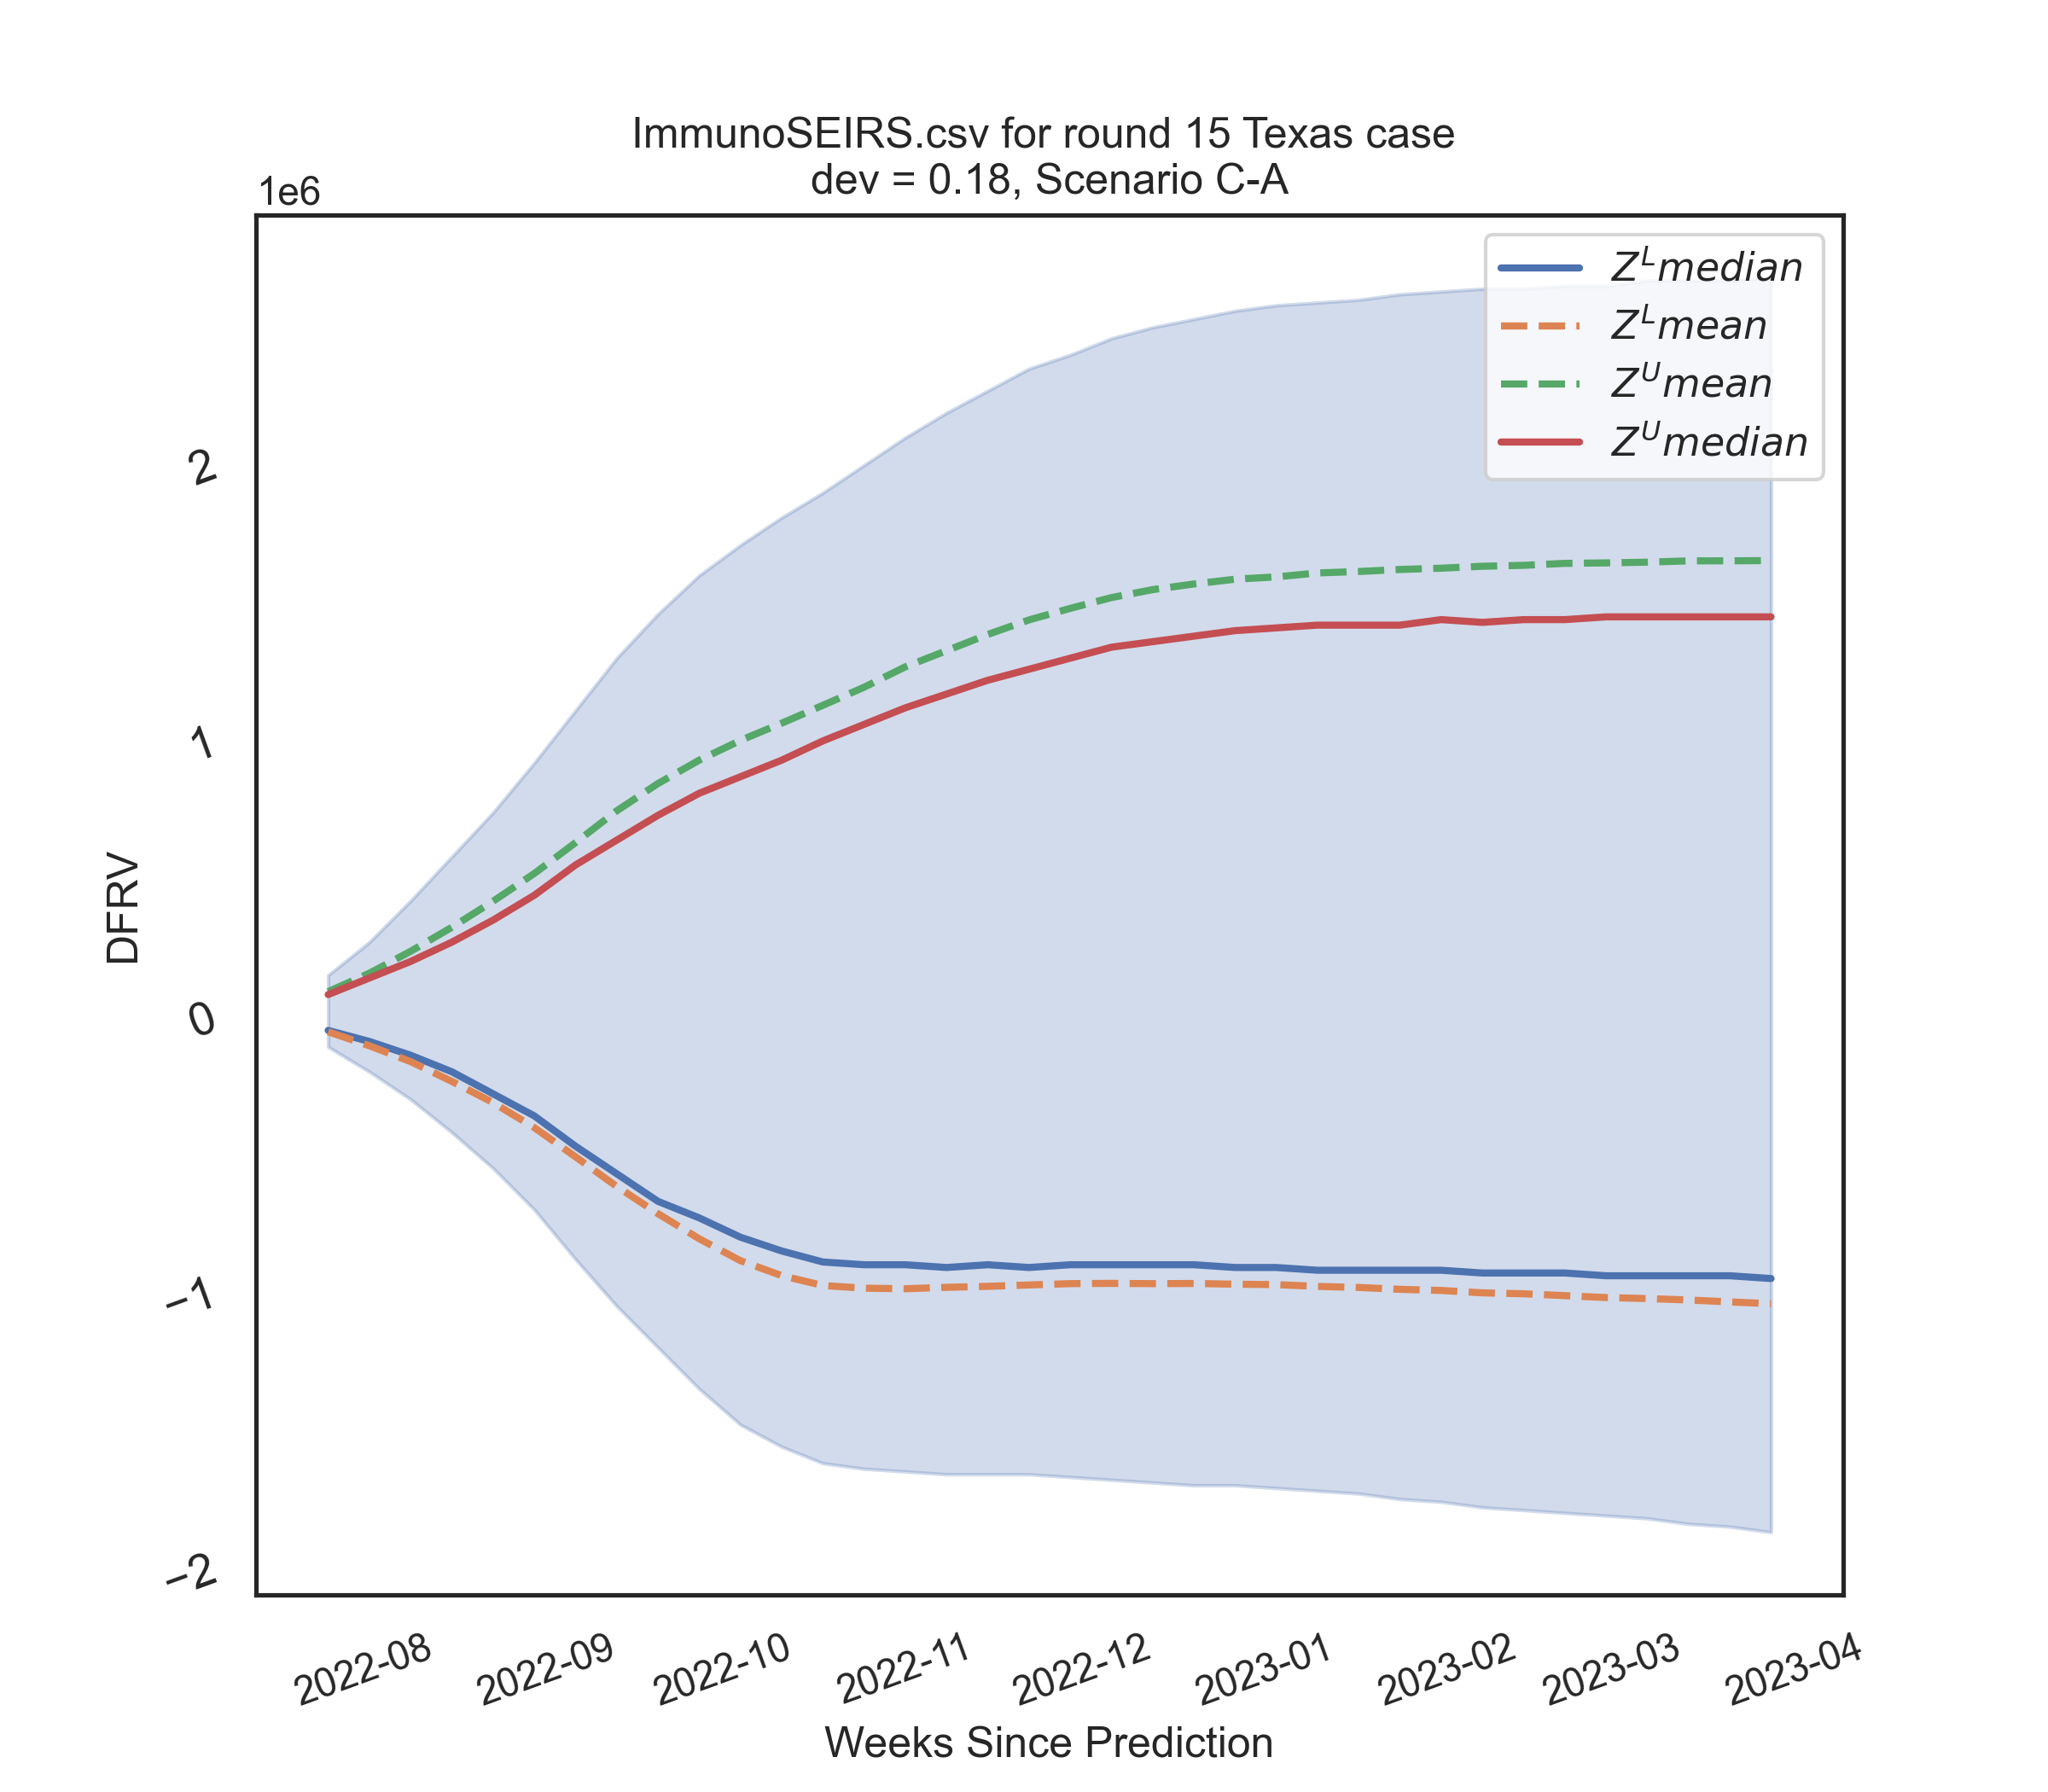 ImmunoSEIRS.csv for round 15 Texas case
dev = 0.18, Scenario C-A
1e6
Z^L median
Z^L mean
Z^U mean
Z^U median
2
1
0
−1
−2
DFRV
2022-08
2022-09
2022-10
2022-11
2022-12
2023-01
2023-02
2023-03
2023-04
Weeks Since Prediction